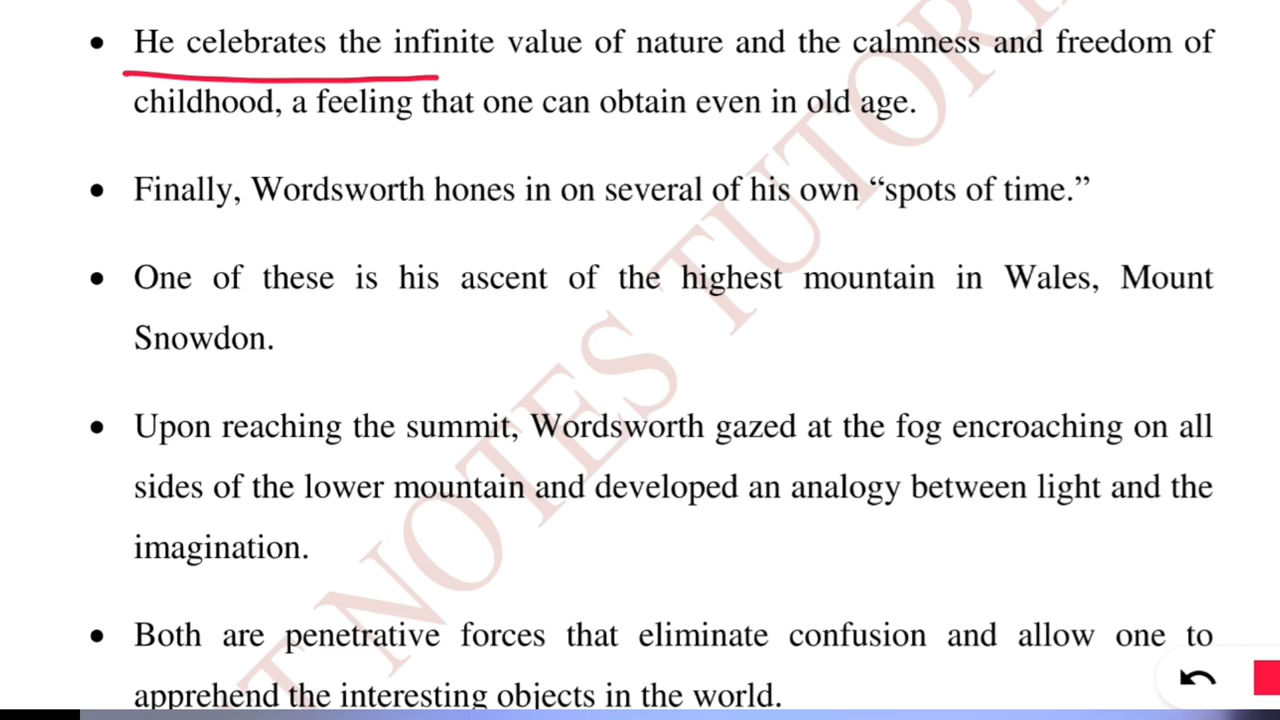 • He celebrates the infinite value of nature and the calmness and freedom of
childhood, a feeling that one can obtain even in old age.
• Finally, Wordsworth hones in on several of his own “spots of time.”
• One of these is his ascent of the highest mountain in Wales, Mount
Snowdon.
• Upon reaching the summit, Wordsworth gazed at the fog encroaching on all
sides of the lower mountain and developed an analogy between light and the
imagination.
• Both are penetrative forces that eliminate confusion and allow one to
apprehend the interesting objects in the world.
T NOTES TUTOR